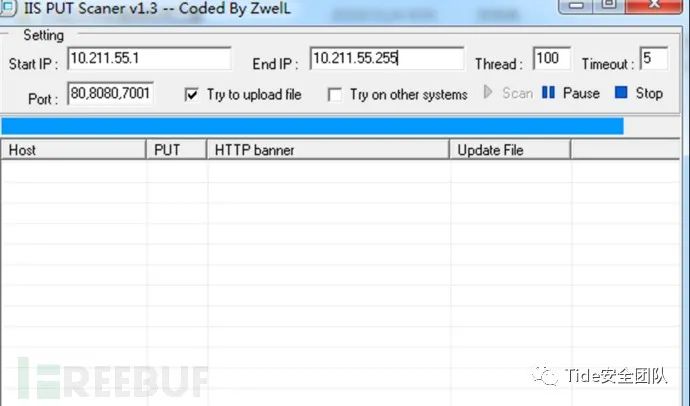 IIS PUT Scaner v1.3 -- Coded By ZwelL
Setting
Start IP : 10.211.55.1 End IP : 10.211.55.255 Thread : 100 Timeout : 5
Port : 80,8080,7001 Try to upload file Try on other systems Scan Pause Stop
Host PUT HTTP banner Update File
FREEBUF
Tide安全团队